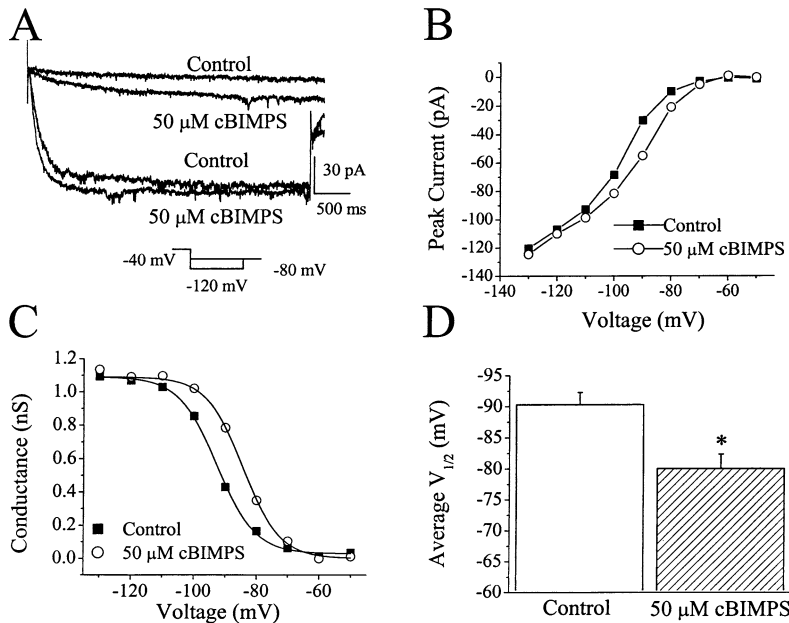 A
Control
50 μM cBIMPS
Control
50 μM cBIMPS
30 pA
500 ms
-40 mV
-80 mV
-120 mV
B
Peak Current (pA)
0
-20
-40
-60
-80
-100
-120
-140
Control
50 μM cBIMPS
-140 -120 -100 -80 -60
Voltage (mV)
C
Conductance (nS)
1.2
1.0
0.8
0.6
0.4
0.2
0.0
Control
50 μM cBIMPS
-120 -100 -80 -60
Voltage (mV)
D
Average V1/2 (mV)
-95
-90
-85
-80
-75
-70
-65
-60
*
Control 50 μM cBIMPS